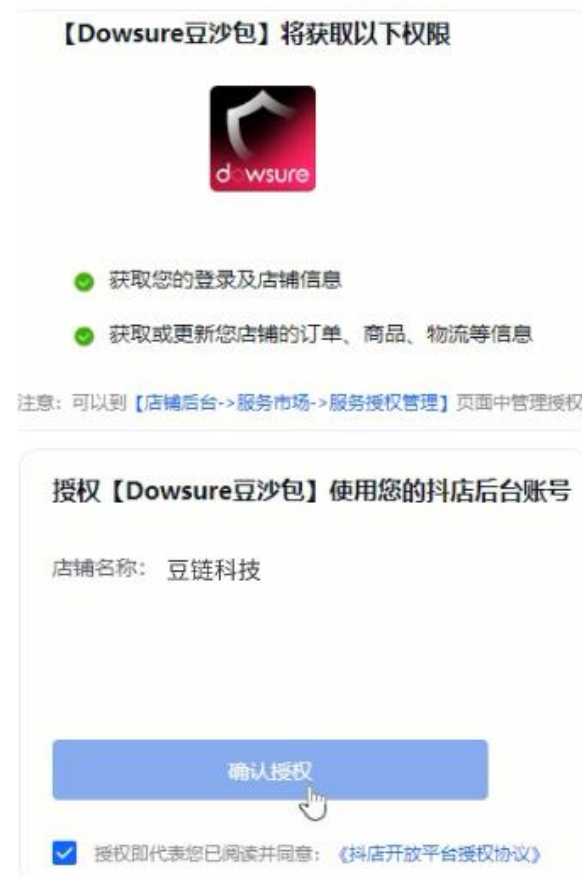 【Dowsure豆沙包】将获取以下权限
dowsure
获取您的登录及店铺信息
获取或更新您店铺的订单、商品、物流等信息
注意：可以到【店铺后台->服务市场->服务授权管理】页面中管理授权
授权【Dowsure豆沙包】使用您的抖店后台账号
店铺名称： 豆链科技
确认授权
授权即代表您已阅读并同意：《抖店开放平台授权协议》